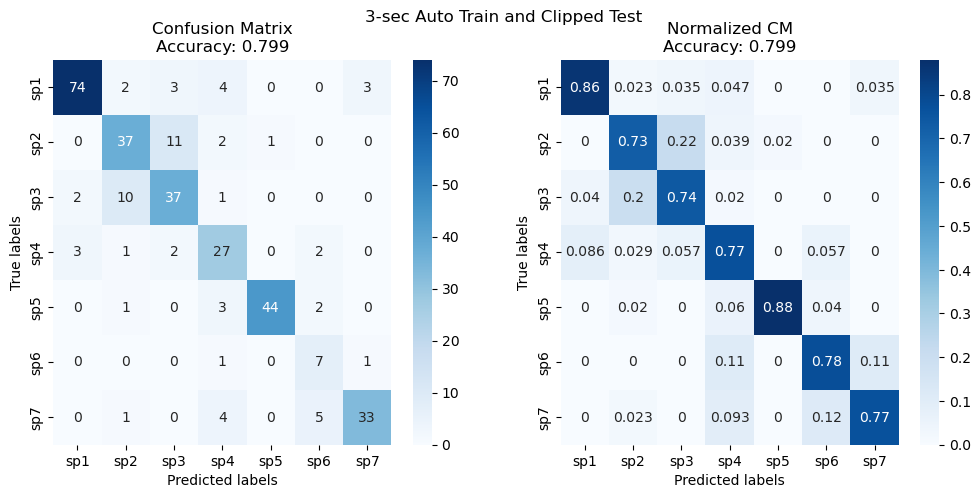 3-sec Auto Train and Clipped Test
Confusion Matrix
Accuracy: 0.799
sp1 74 2 3 4 0 0 3
sp2 0 37 11 2 1 0 0
sp3 2 10 37 1 0 0 0
sp4 3 1 2 27 0 2 0
sp5 0 1 0 3 44 2 0
sp6 0 0 0 1 0 7 1
sp7 0 1 0 4 0 5 33
sp1 sp2 sp3 sp4 sp5 sp6 sp7
Predicted labels
True labels
70
60
50
40
30
20
10
0
Normalized CM
Accuracy: 0.799
sp1 0.86 0.023 0.035 0.047 0 0 0.035
sp2 0 0.73 0.22 0.039 0.02 0 0
sp3 0.04 0.2 0.74 0.02 0 0 0
sp4 0.086 0.029 0.057 0.77 0 0.057 0
sp5 0 0.02 0 0.06 0.88 0.04 0
sp6 0 0 0 0.11 0 0.78 0.11
sp7 0 0.023 0 0.093 0 0.12 0.77
sp1 sp2 sp3 sp4 sp5 sp6 sp7
Predicted labels
True labels
0.8
0.7
0.6
0.5
0.4
0.3
0.2
0.1
0.0